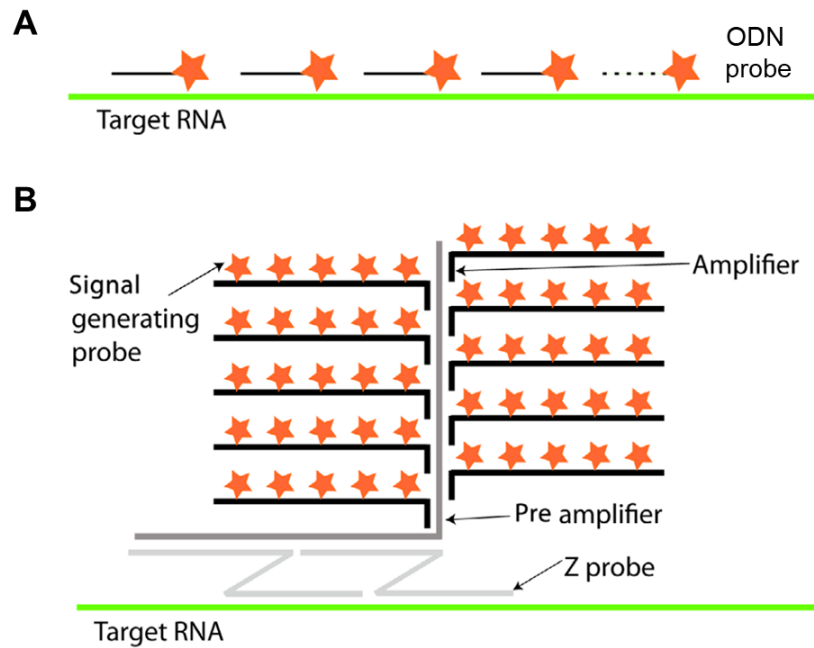 A
ODN
probe
Target RNA
B
Signal
generating
probe
Amplifier
Pre amplifier
Z probe
Target RNA